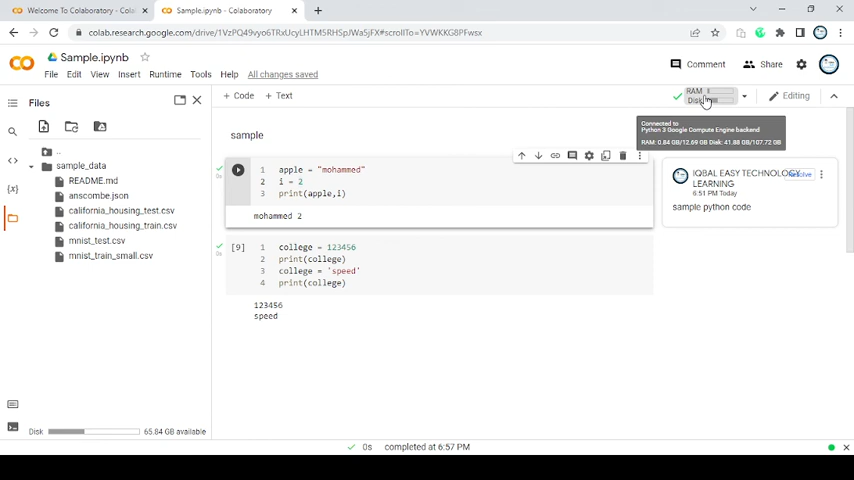 Welcome To Colaboratory - Colab
Sample.ipynb - Colaboratory
colab.research.google.com/drive/1VzPQ49vyo6TRxUcyLHTM5RHSpJWa5jFX#scrollTo=YVWKKG8PFwsx
Sample.ipynb
File Edit View Insert Runtime Tools Help All changes saved
Comment Share
Files
+ Code + Text
RAM
Disk
Editing
Connected to
Python 3 Google Compute Engine backend
RAM: 0.84 GB/12.69 GB Disk: 41.88 GB/107.72 GB
..
sample_data
README.md
anscombe.json
california_housing_test.csv
california_housing_train.csv
mnist_test.csv
mnist_train_small.csv
sample
0s
1 apple = "mohammed"
2 i = 2
3 print(apple,i)
mohammed 2
0s
[9] 1 college = 123456
2 print(college)
3 college = 'speed'
4 print(college)
123456
speed
IQBAL EASY TECHNOLOGY
LEARNING
Resolve
6:51 PM Today
sample python code
Disk 65.84 GB available
0s completed at 6:57 PM